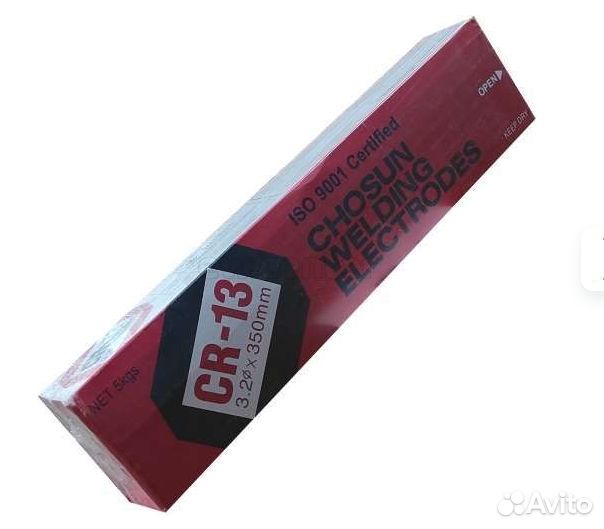 OPEN
KEEP DRY
ISO 9001 Certified
CHOSUN
WELDING
ELECTRODES
CR-13
3.2ø x 350mm
NET 5kgs
Avito